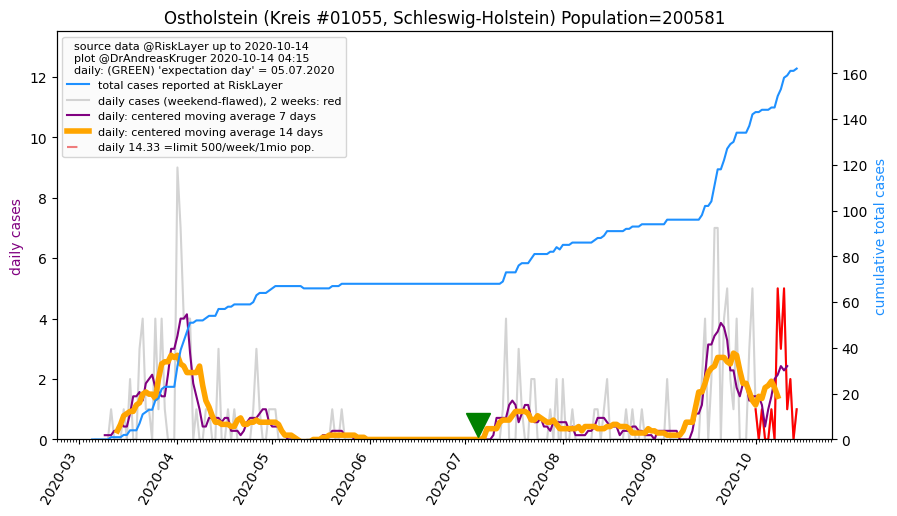 Ostholstein (Kreis #01055, Schleswig-Holstein) Population=200581
source data @RiskLayer up to 2020-10-14
plot @DrAndreasKruger 2020-10-14 04:15
daily: (GREEN) 'expectation day' = 05.07.2020
total cases reported at RiskLayer
daily cases (weekend-flawed), 2 weeks: red
daily: centered moving average 7 days
daily: centered moving average 14 days
daily 14.33 =limit 500/week/1mio pop.
daily cases
12
10
8
6
4
2
0
cumulative total cases
160
140
120
100
80
60
40
20
0
2020-03
2020-04
2020-05
2020-06
2020-07
2020-08
2020-09
2020-10